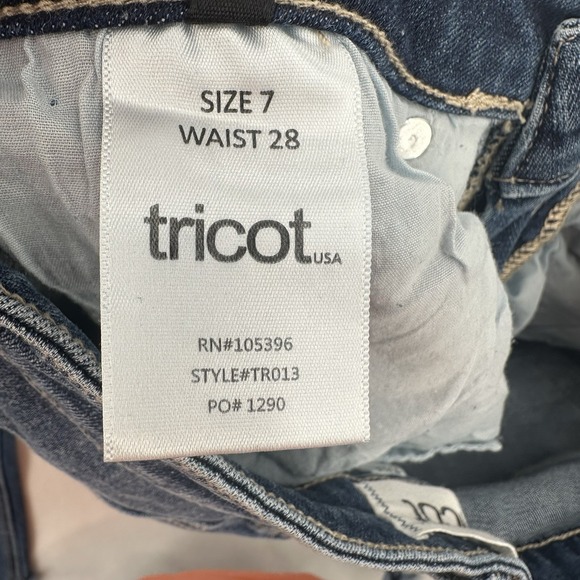 SIZE 7
WAIST 28
tricot USA
RN#105396
STYLE#TR013
PO# 1290